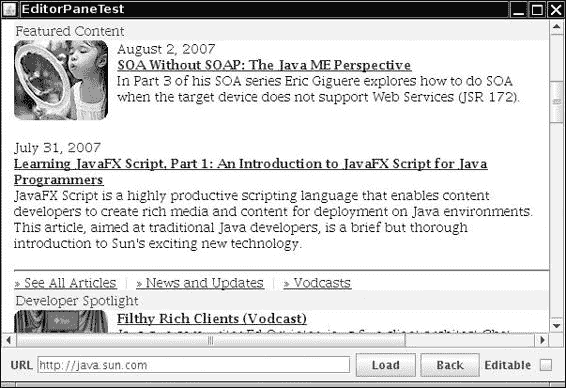 EditorPaneTest
Featured Content
August 2, 2007
SOA Without SOAP: The Java ME Perspective
In Part 3 of his SOA series Eric Giguere explores how to do SOA
when the target device does not support Web Services (JSR 172).
July 31, 2007
Learning JavaFX Script, Part 1: An Introduction to JavaFX Script for Java
Programmers
JavaFX Script is a highly productive scripting language that enables content
developers to create rich media and content for deployment on Java environments.
This article, aimed at traditional Java developers, is a brief but thorough
introduction to Sun's exciting new technology.
» See All Articles | » News and Updates | » Vodcasts
Developer Spotlight
Filthy Rich Clients (Vodcast)
URL http://java.sun.com Load Back Editable